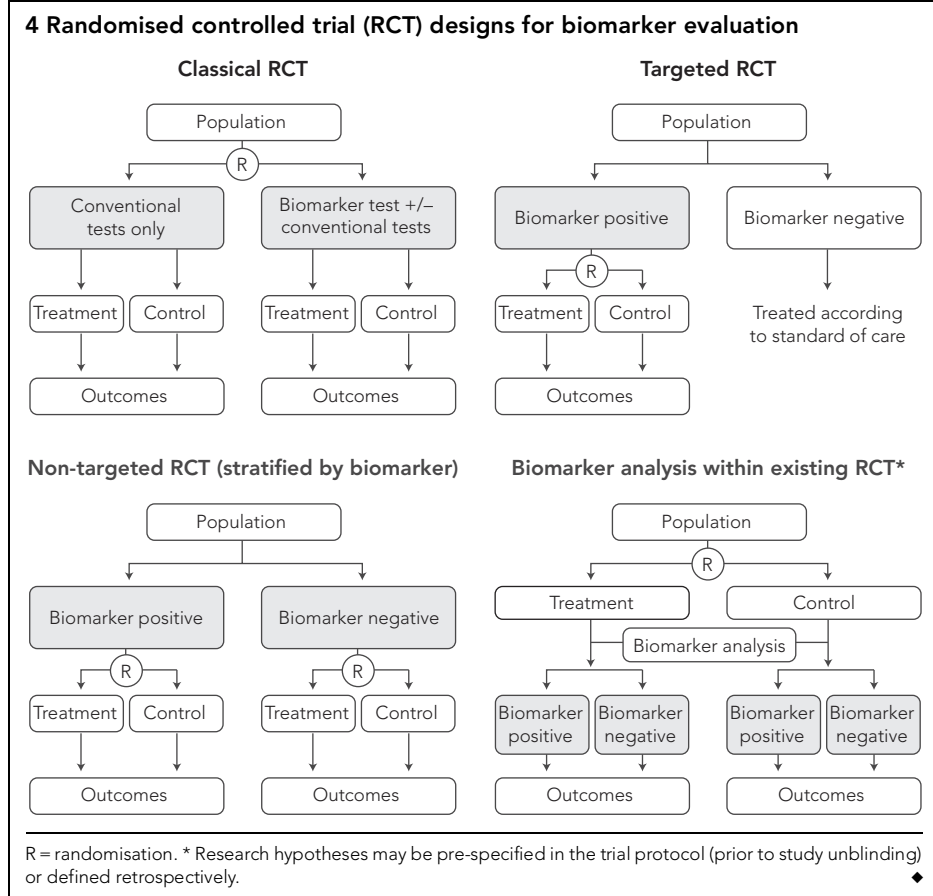 4 Randomised controlled trial (RCT) designs for biomarker evaluation
Classical RCT
Population
R
Conventional
tests only
Biomarker test +/–
conventional tests
Treatment
Control
Treatment
Control
Outcomes
Outcomes
Targeted RCT
Population
Biomarker positive
Biomarker negative
R
Treatment
Control
Treated according
to standard of care
Outcomes
Non-targeted RCT (stratified by biomarker)
Population
Biomarker positive
Biomarker negative
R
R
Treatment
Control
Treatment
Control
Outcomes
Outcomes
Biomarker analysis within existing RCT*
Population
R
Treatment
Control
Biomarker analysis
Biomarker
positive
Biomarker
negative
Biomarker
positive
Biomarker
negative
Outcomes
Outcomes
R = randomisation. * Research hypotheses may be pre-specified in the trial protocol (prior to study unblinding)
or defined retrospectively. ◆